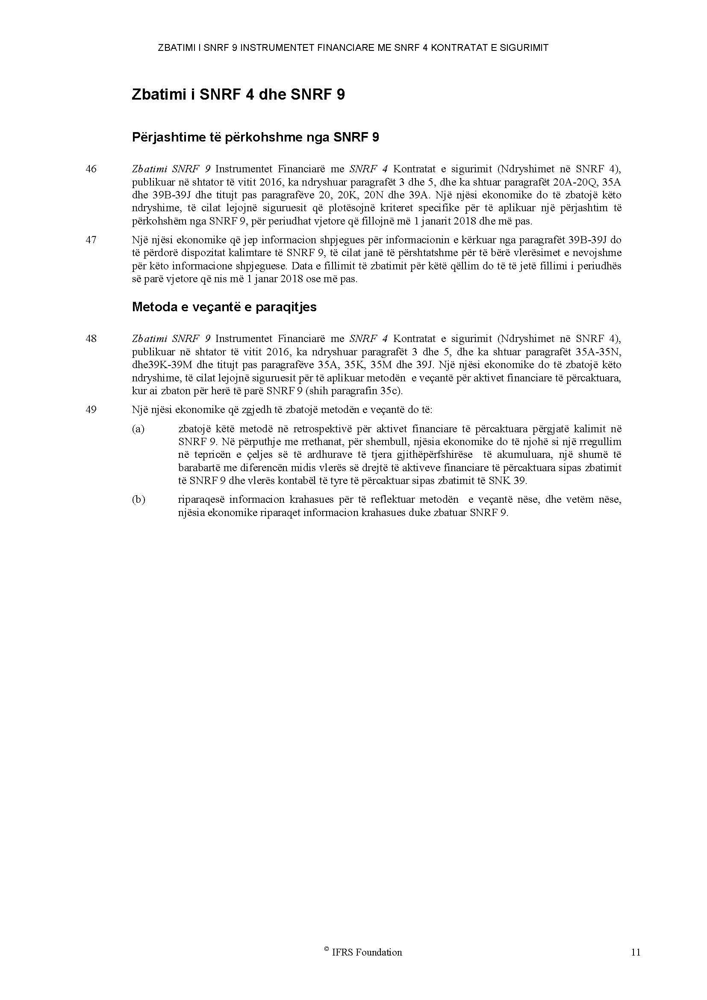 ZBATIMI I SNRF 9 INSTRUMENTET FINANCIARE ME SNRF 4 KONTRATAT E SIGURIMIT
Zbatimi i SNRF 4 dhe SNRF 9
Përjashtime të përkohshme nga SNRF 9
46 Zbatimi SNRF 9 Instrumentet Financiarë me SNRF 4 Kontratat e sigurimit (Ndryshimet në SNRF 4),
publikuar në shtator të vitit 2016, ka ndryshuar paragrafët 3 dhe 5, dhe ka shtuar paragrafët 20A-20Q, 35A
dhe 39B-39J dhe titujt pas paragrafëve 20, 20K, 20N dhe 39A. Një njësi ekonomike do të zbatojë këto
ndryshime, të cilat lejojnë siguruesit që plotësojnë kriteret specifike për të aplikuar një përjashtim të
përkohshëm nga SNRF 9, për periudhat vjetore që fillojnë më 1 janarit 2018 dhe më pas.
47 Një njësi ekonomike që jep informacion shpjegues për informacionin e kërkuar nga paragrafët 39B-39J do
të përdorë dispozitat kalimtare të SNRF 9, të cilat janë të përshtatshme për të bërë vlerësimet e nevojshme
për këto informacione shpjeguese. Data e fillimit të zbatimit për këtë qëllim do të të jetë fillimi i periudhës
së parë vjetore që nis më 1 janar 2018 ose më pas.
Metoda e veçantë e paraqitjes
48 Zbatimi SNRF 9 Instrumentet Financiarë me SNRF 4 Kontratat e sigurimit (Ndryshimet në SNRF 4),
publikuar në shtator të vitit 2016, ka ndryshuar paragrafët 3 dhe 5, dhe ka shtuar paragrafët 35A-35N,
dhe39K-39M dhe titujt pas paragrafëve 35A, 35K, 35M dhe 39J. Një njësi ekonomike do të zbatojë këto
ndryshime, të cilat lejojnë siguruesit për të aplikuar metodën e veçantë për aktivet financiare të përcaktuara,
kur ai zbaton për herë të parë SNRF 9 (shih paragrafin 35c).
49 Një njësi ekonomike që zgjedh të zbatojë metodën e veçantë do të:
(a) zbatojë këtë metodë në retrospektivë për aktivet financiare të përcaktuara përgjatë kalimit në
SNRF 9. Në përputhje me rrethanat, për shembull, njësia ekonomike do të njohë si një rregullim
në tepricën e çeljes së të ardhurave të tjera gjithëpërfshirëse të akumuluara, një shumë të
barabartë me diferencën midis vlerës së drejtë të aktiveve financiare të përcaktuara sipas zbatimit
të SNRF 9 dhe vlerës kontabël të tyre të përcaktuar sipas zbatimit të SNK 39.
(b) riparaqesë informacion krahasues për të reflektuar metodën e veçantë nëse, dhe vetëm nëse,
njësia ekonomike riparaqet informacion krahasues duke zbatuar SNRF 9.
© IFRS Foundation 11